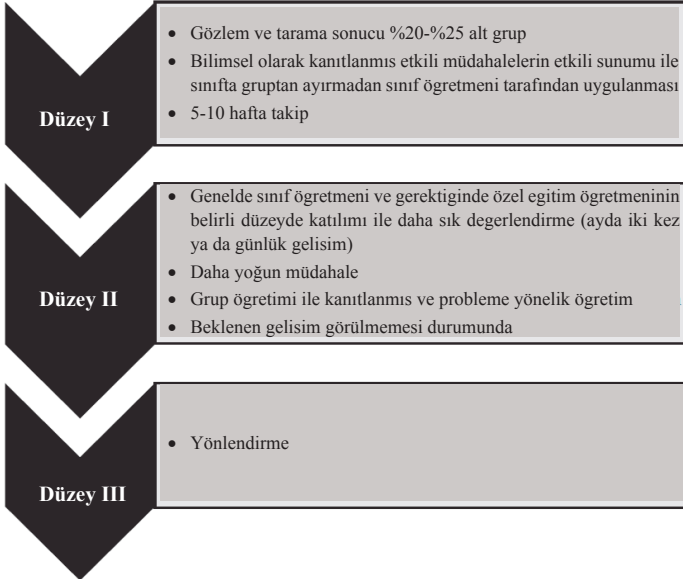 • Gözlem ve tarama sonucu %20-%25 alt grup
• Bilimsel olarak kanıtlanmıs etkili müdahalelerin etkili sunumu ile
sınıfta gruptan ayırmadan sınıf ögretmeni tarafından uygulanması
Düzey I
• 5-10 hafta takip
• Genelde sınıf ögretmeni ve gerektiginde özel egitim ögretmeninin
belirli düzeyde katılımı ile daha sık degerlendirme (ayda iki kez
ya da günlük gelisim)
• Daha yoğun müdahale
Düzey II
• Grup ögretimi ile kanıtlanmıs ve probleme yönelik ögretim
• Beklenen gelisim görülmemesi durumunda
• Yönlendirme
Düzey III